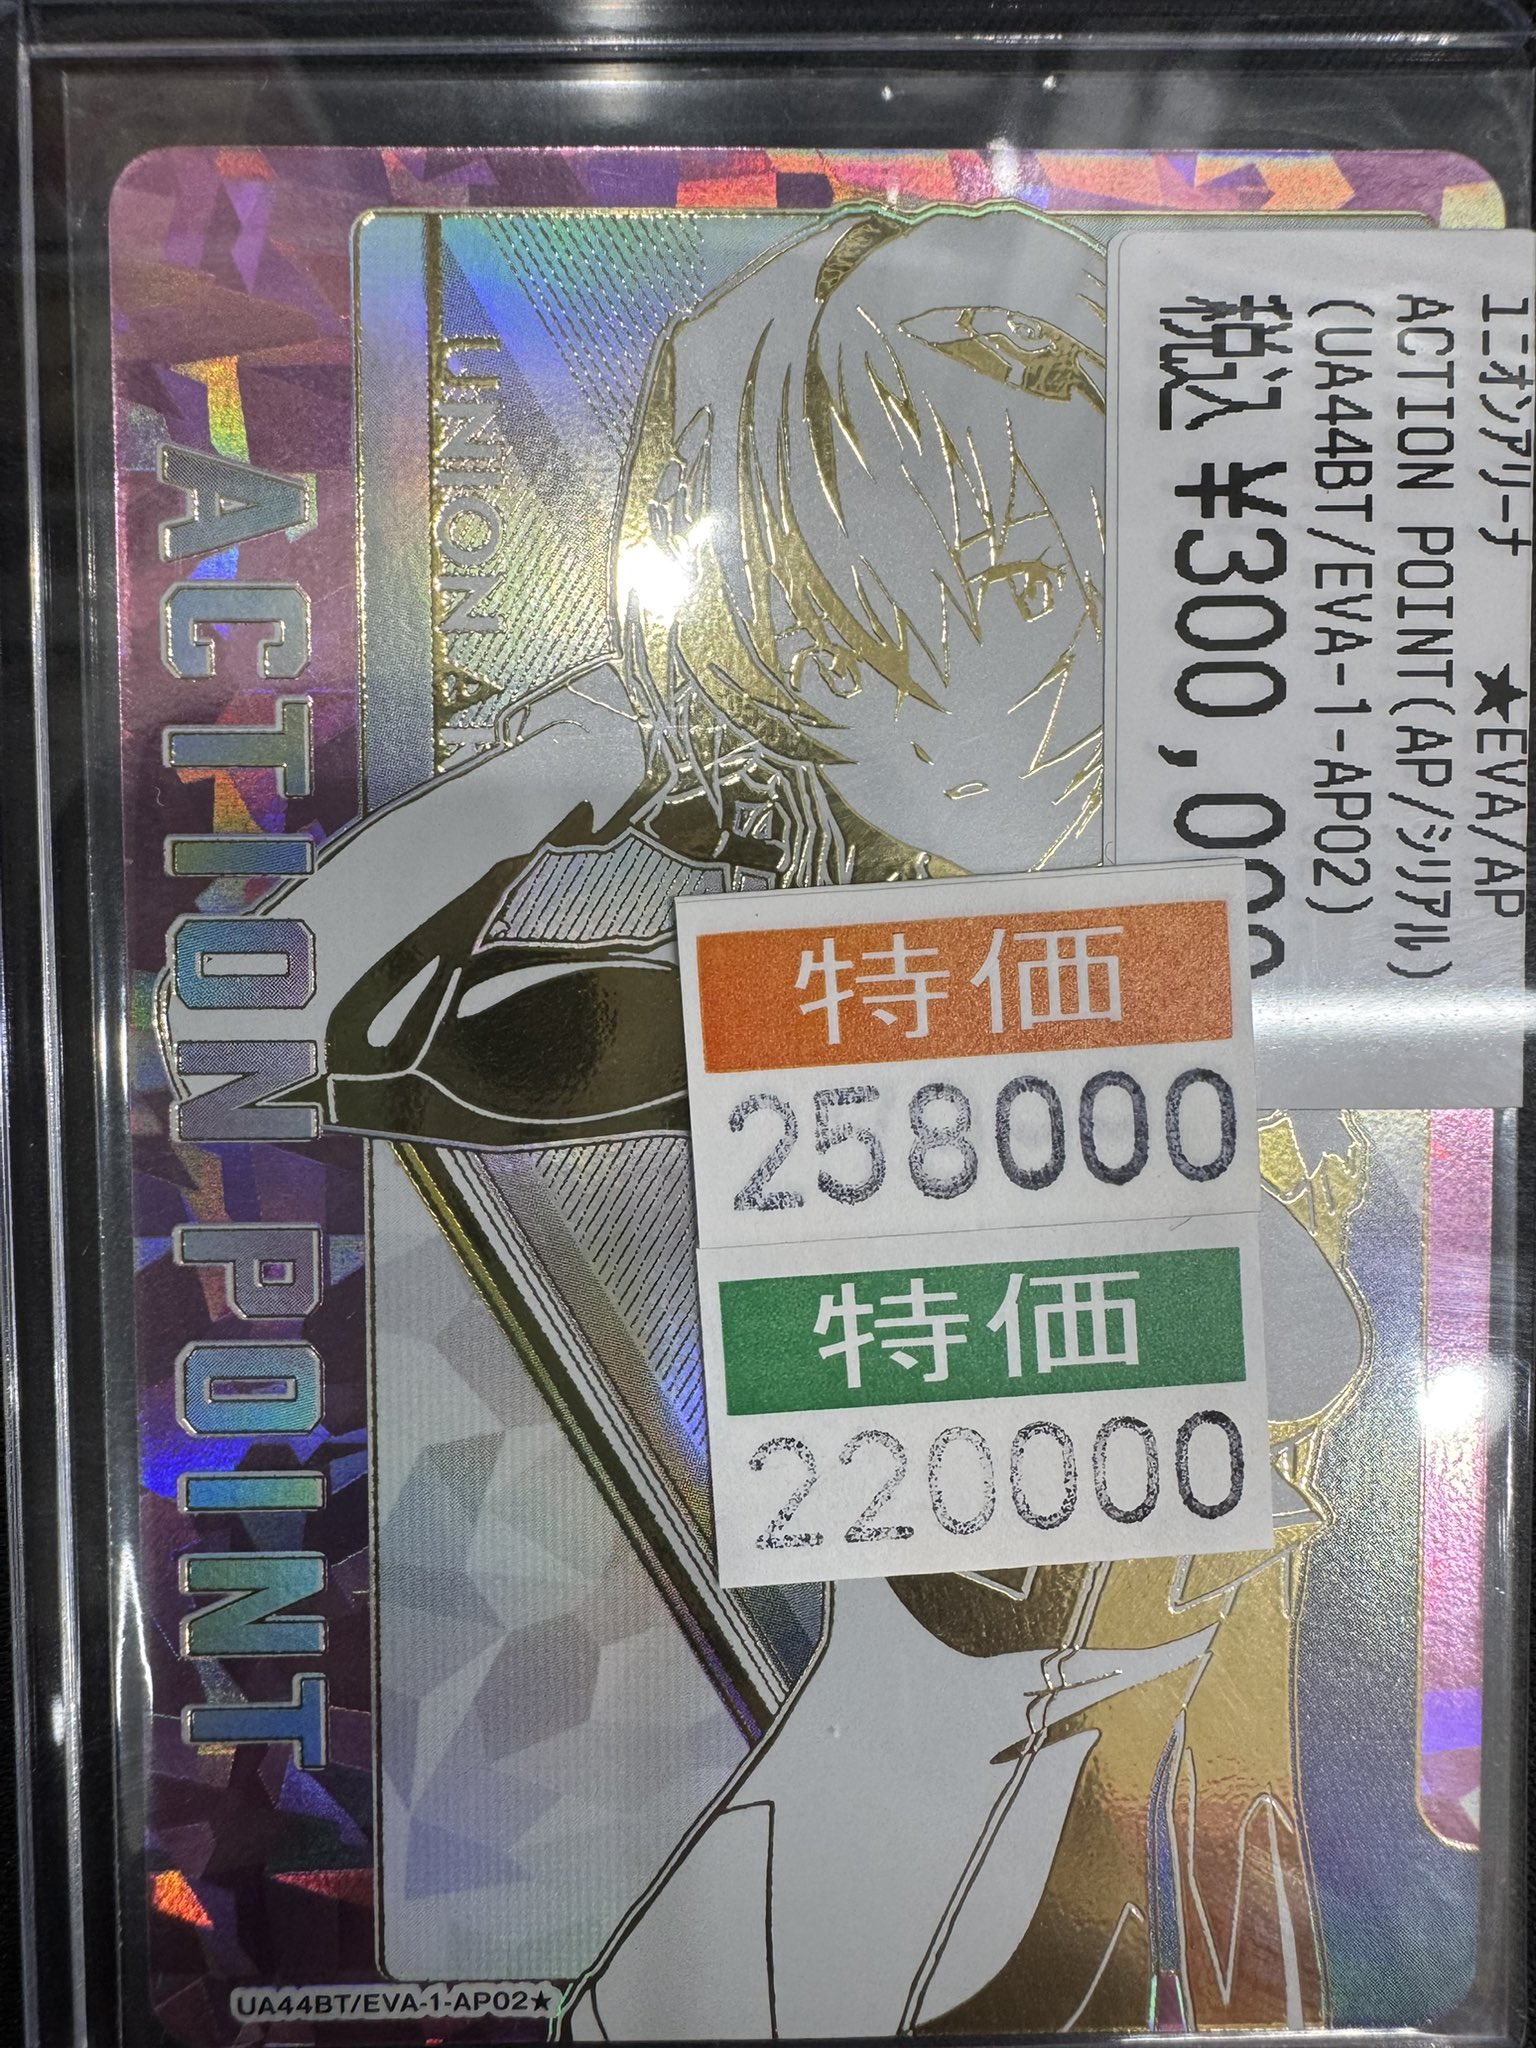 ユニオンアリーナ ★EVA/AP
ACTION POINT(AP/シリアル)
(UA44BT/EVA-1-AP02)
税込 ¥300,000
特価
258000
特価
220000
UNION
ACTION POINT
UA44BT/EVA-1-AP02★